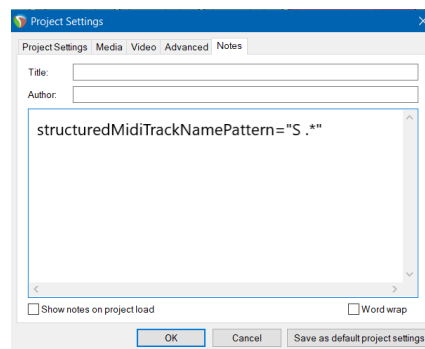 Project Settings
Project Settings Media Video Advanced Notes
Title:
Author:
structuredMidiTrackNamePattern="S .*"
Show notes on project load Word wrap
OK Cancel Save as default project settings